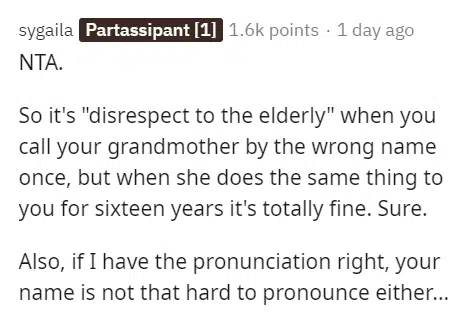 sygaila Partassipant [1] 1.6k points · 1 day ago
NTA.
So it's "disrespect to the elderly" when you
call your grandmother by the wrong name
once, but when she does the same thing to
you for sixteen years it's totally fine. Sure.
Also, if I have the pronunciation right, your
name is not that hard to pronounce either...